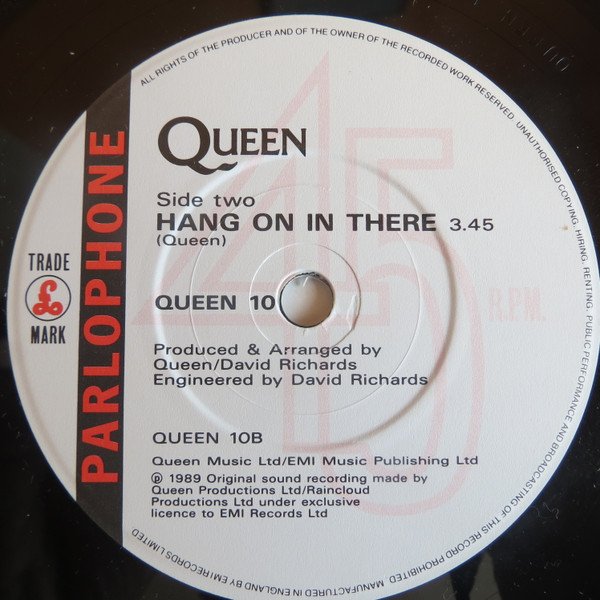 ALL RIGHTS OF THE PRODUCER AND OF THE OWNER OF THE RECORDED WORK RESERVED. UNAUTHORISED COPYING, HIRING, RENTING, PUBLIC PERFORMANCE AND BROADCASTING OF THIS RECORD PROHIBITED. MANUFACTURED IN ENGLAND BY EMI RECORDS LIMITED
PARLOPHONE
TRADE
£
MARK
QUEEN
Side two
HANG ON IN THERE 3.45
(Queen)
45
RPM.
QUEEN 10
Produced & Arranged by
Queen/David Richards
Engineered by David Richards
QUEEN 10B
Queen Music Ltd/EMI Music Publishing Ltd
℗ 1989 Original sound recording made by
Queen Productions Ltd/Raincloud
Productions Ltd under exclusive
licence to EMI Records Ltd